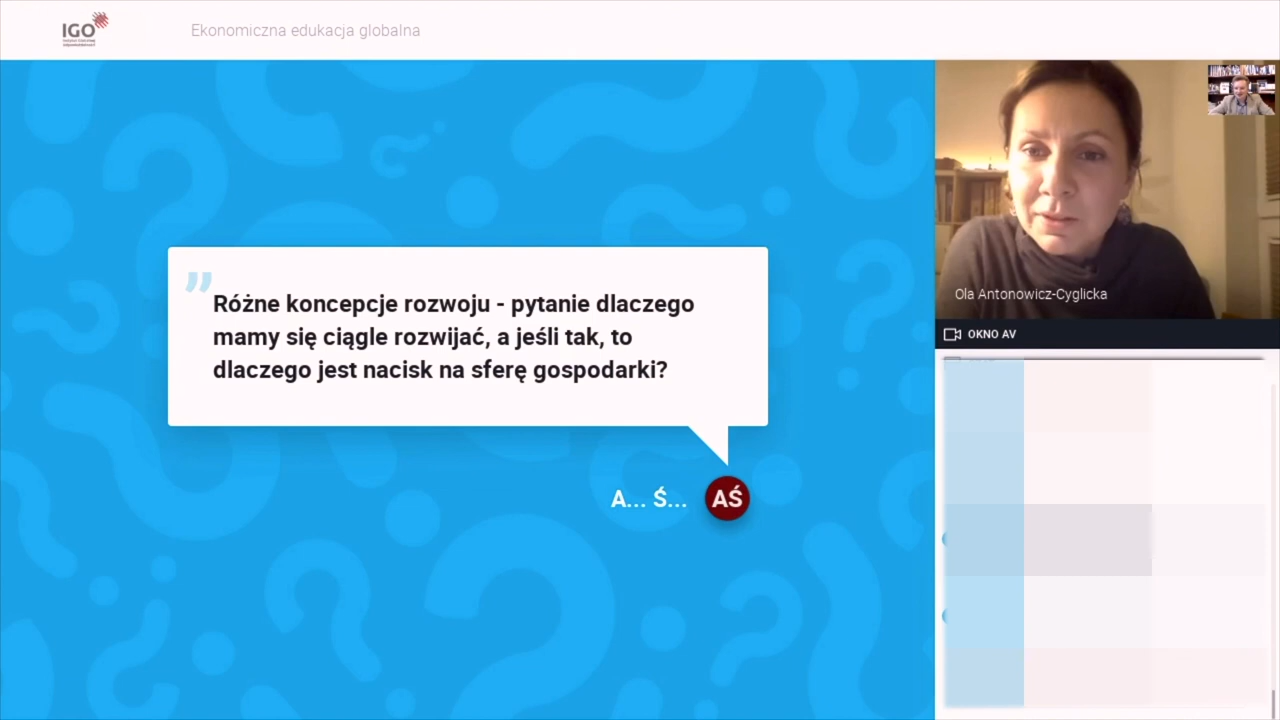 IGO
Ekonomiczna edukacja globalna
Różne koncepcje rozwoju - pytanie dlaczego
mamy się ciągle rozwijać, a jeśli tak, to
dlaczego jest nacisk na sferę gospodarki?
A... Ś... AŚ
Ola Antonowicz-Cyglicka
OKNO AV